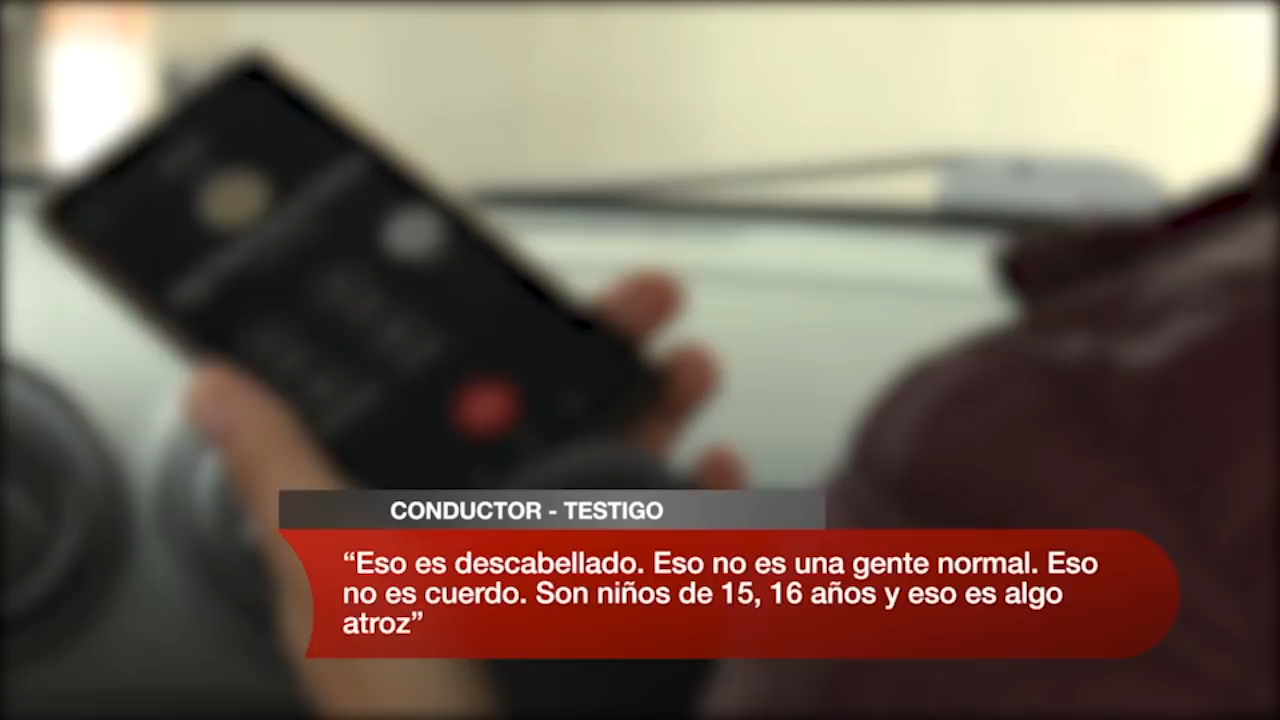 CONDUCTOR - TESTIGO
“Eso es descabellado. Eso no es una gente normal. Eso
no es cuerdo. Son niños de 15, 16 años y eso es algo
atroz”